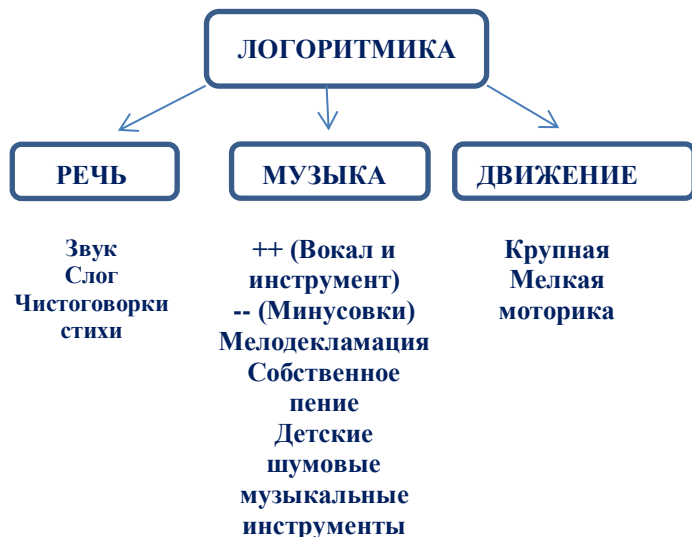 ЛОГОРИТМИКА
РЕЧЬ
МУЗЫКА
ДВИЖЕНИЕ
Звук
Слог
Чистоговорки
стихи
++ (Вокал и
инструмент)
-- (Минусовки)
Мелодекламация
Собственное
пение
Детские
шумовые
музыкальные
инструменты
Крупная
Мелкая
моторика